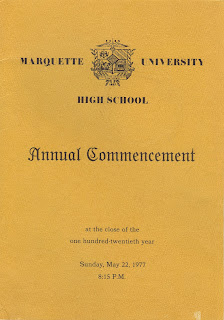 MARQUETTE UNIVERSITY
HIGH SCHOOL
Annual Commencement
at the close of the
one hundred-twentieth year
Sunday, May 22, 1977
8:15 P.M.